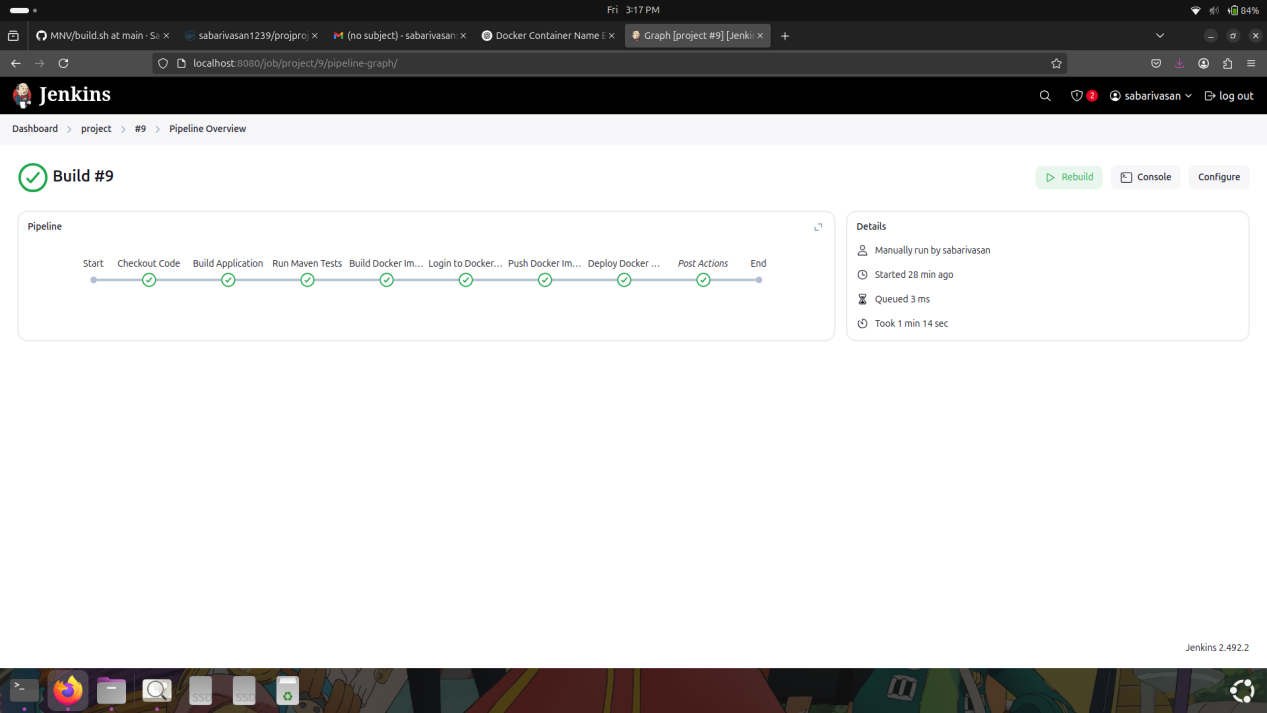 Fri 3:17 PM
84%
MNV/build.sh at main · Sa
sabarivasan1239/projproj
(no subject) - sabarivasan
Docker Container Name E
Graph [project #9] [Jenki
localhost:8080/job/project/9/pipeline-graph/
Jenkins
2
sabarivasan
log out
Dashboard
project
#9
Pipeline Overview
Build #9
Rebuild
Console
Configure
Pipeline
Start
Checkout Code
Build Application
Run Maven Tests
Build Docker Im...
Login to Docker...
Push Docker Im...
Deploy Docker ...
Post Actions
End
Details
Manually run by sabarivasan
Started 28 min ago
Queued 3 ms
Took 1 min 14 sec
Jenkins 2.492.2
SSD
SSD